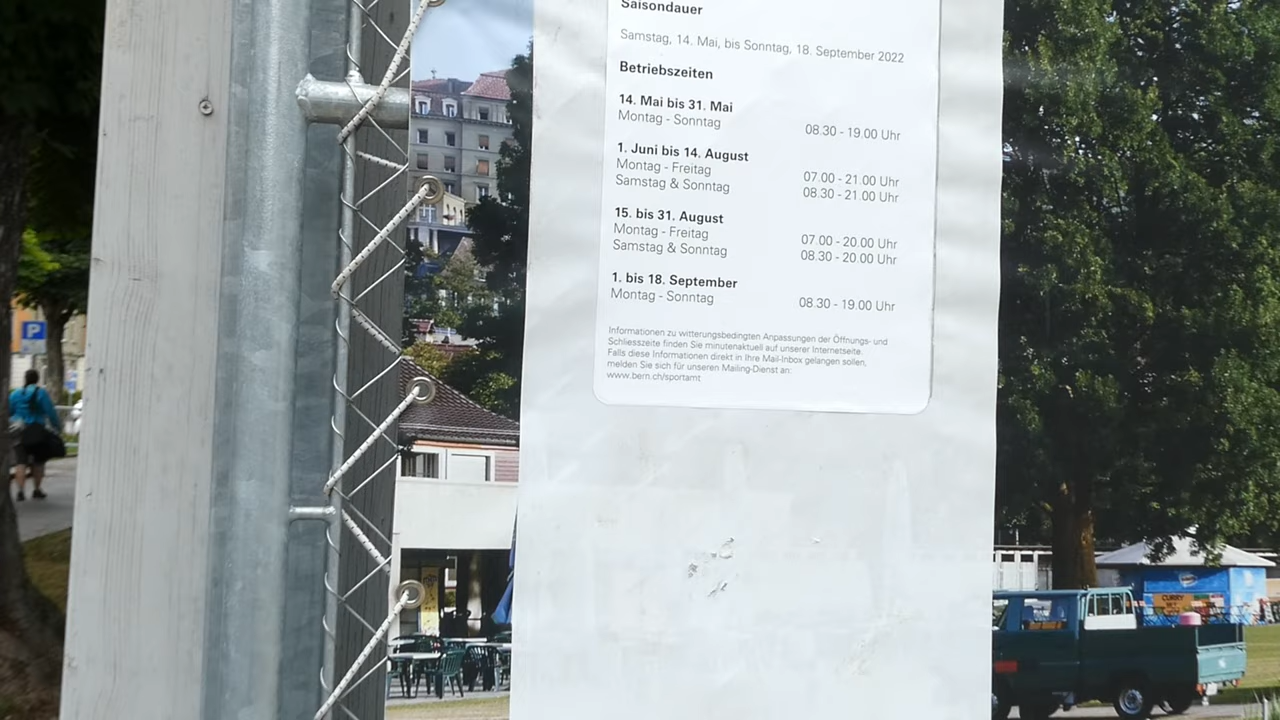 Saisondauer
Samstag, 14. Mai, bis Sonntag, 18. September 2022
Betriebszeiten
14. Mai bis 31. Mai
Montag - Sonntag 08.30 - 19.00 Uhr
1. Juni bis 14. August
Montag - Freitag 07.00 - 21.00 Uhr
Samstag & Sonntag 08.30 - 21.00 Uhr
15. bis 31. August
Montag - Freitag 07.00 - 20.00 Uhr
Samstag & Sonntag 08.30 - 20.00 Uhr
1. bis 18. September
Montag - Sonntag 08.30 - 19.00 Uhr
Informationen zu witterungsbedingten Anpassungen der Öffnungs- und
Schliesszeite finden Sie minutenaktuell auf unserer Internetseite.
Falls diese Informationen direkt in Ihre Mail-Inbox gelangen sollen,
melden Sie sich für unseren Mailing-Dienst an:
www.bern.ch/sportamt
P
CURRY